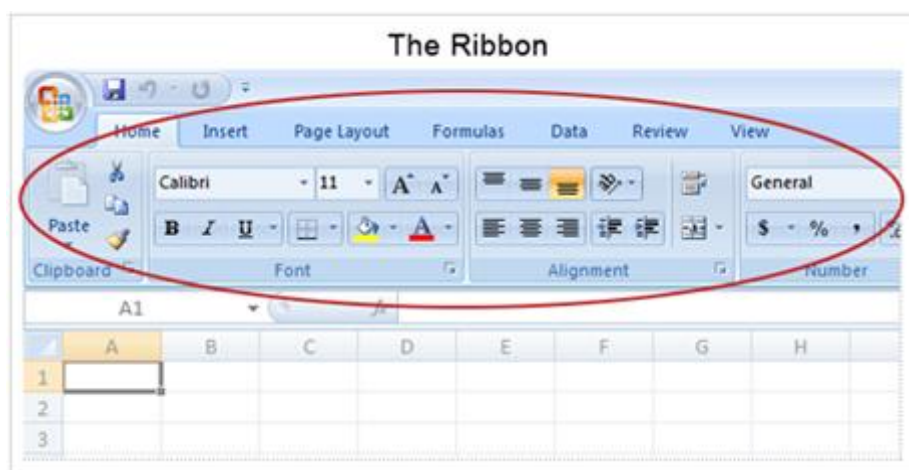 The Ribbon
Home Insert Page Layout Formulas Data Review View
Calibri 11 A A General
Paste B I U A $ % ,
Clipboard Font Alignment Number
A1 fx
A B C D E F G H
1
2
3